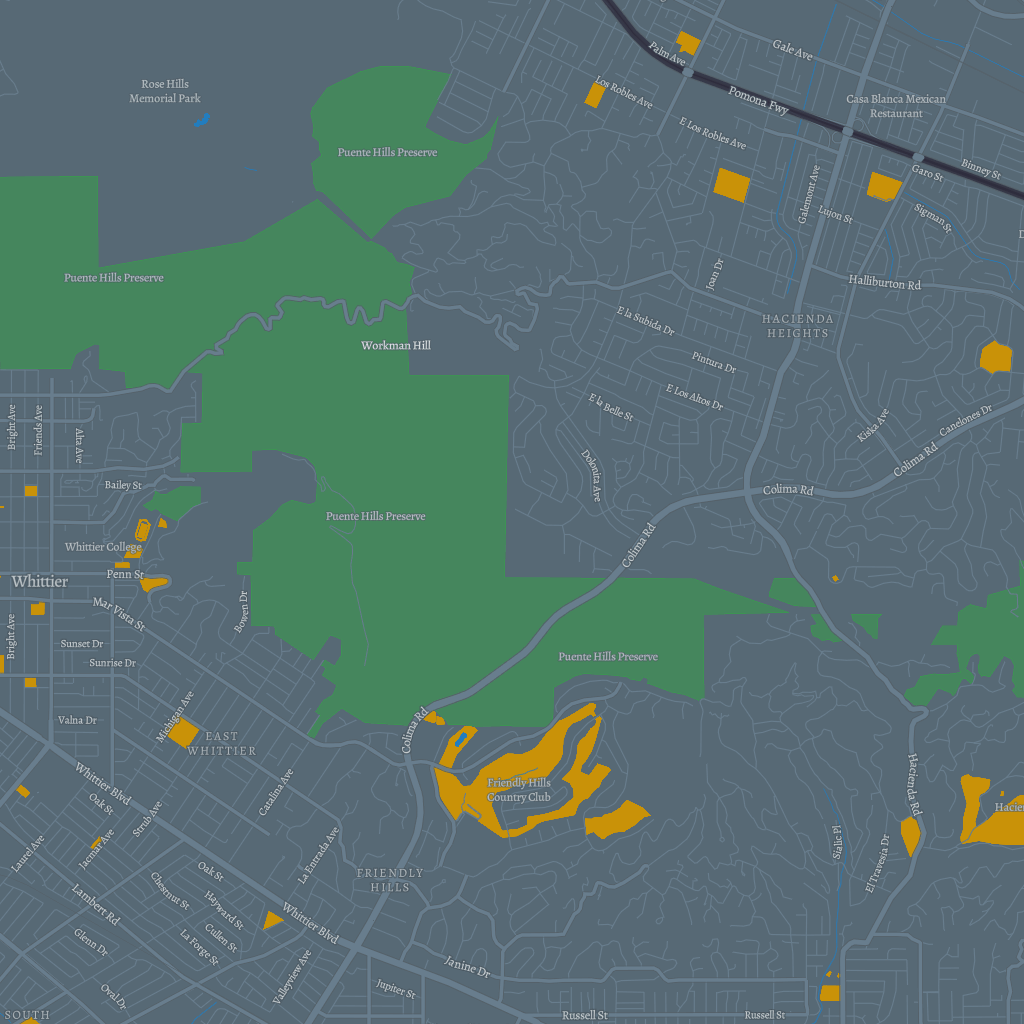 Gale Ave
Palm Ave
Rose Hills
Memorial Park
Los Robles Ave
Pomona Fwy
Casa Blanca Mexican
Restaurant
E Los Robles Ave
Puente Hills Preserve
Binney St
Garo St
Galemont Ave
Lujon St
Sigman St
Puente Hills Preserve
Joan Dr
Halliburton Rd
E la Subida Dr
HACIENDA
HEIGHTS
Workman Hill
Pintura Dr
E Los Altos Dr
E la Belle St
Bright Ave
Friends Ave
Alta Ave
Kiska Ave
Canelones Dr
Colima Rd
Dolonita Ave
Bailey St
Colima Rd
Puente Hills Preserve
Colima Rd
Whittier College
Penn St
Whittier
Mar Vista St
Bowen Dr
Bright Ave
Sunset Dr
Sunrise Dr
Puente Hills Preserve
Michigan Ave
Valna Dr
EAST
WHITTIER
Colima Rd
Whittier Blvd
Oak St
Catalina Ave
Friendly Hills
Country Club
Hacienda Rd
Hacien
Strub Ave
Jacmar Ave
Laurel Ave
La Entrada Ave
Sialic Pl
El Travesia Dr
Oak St
FRIENDLY
HILLS
Chesnut St
Hayward St
Lambert Rd
Whittier Blvd
Cullen St
La Forge St
Glenn Dr
Valleyview Ave
Janine Dr
Jupiter St
Oval Dr
SOUTH
Russell St
Russell St